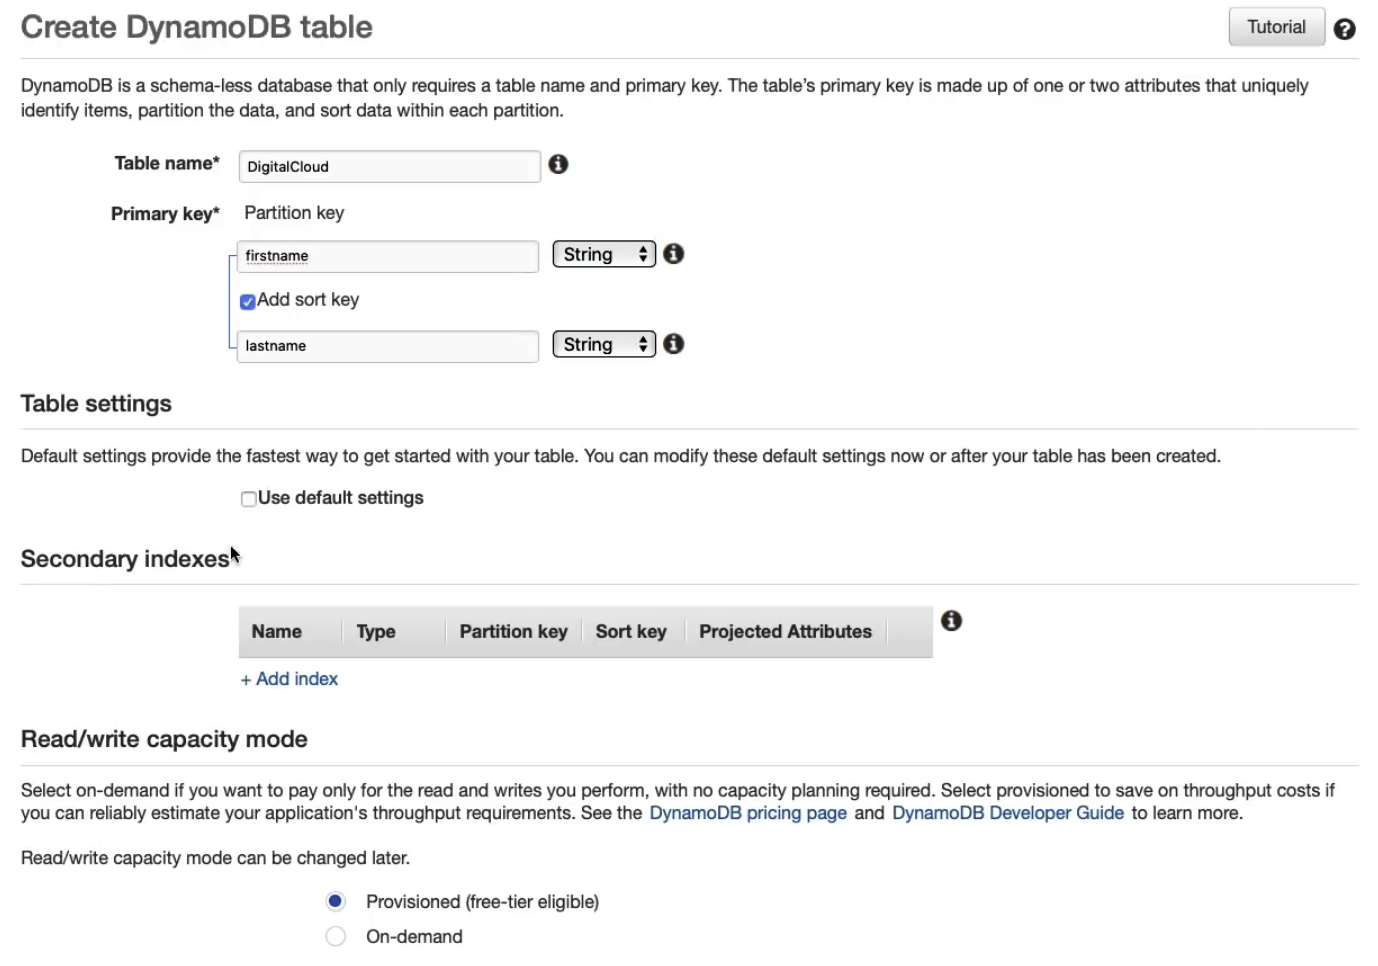 Create DynamoDB table
Tutorial
DynamoDB is a schema-less database that only requires a table name and primary key. The table's primary key is made up of one or two attributes that uniquely
identify items, partition the data, and sort data within each partition.
Table name*
DigitalCloud
Primary key*
Partition key
firstname
String
Add sort key
lastname
String
Table settings
Default settings provide the fastest way to get started with your table. You can modify these default settings now or after your table has been created.
Use default settings
Secondary indexes
Name Type Partition key Sort key Projected Attributes
+ Add index
Read/write capacity mode
Select on-demand if you want to pay only for the read and writes you perform, with no capacity planning required. Select provisioned to save on throughput costs if
you can reliably estimate your application's throughput requirements. See the DynamoDB pricing page and DynamoDB Developer Guide to learn more.
Read/write capacity mode can be changed later.
Provisioned (free-tier eligible)
On-demand